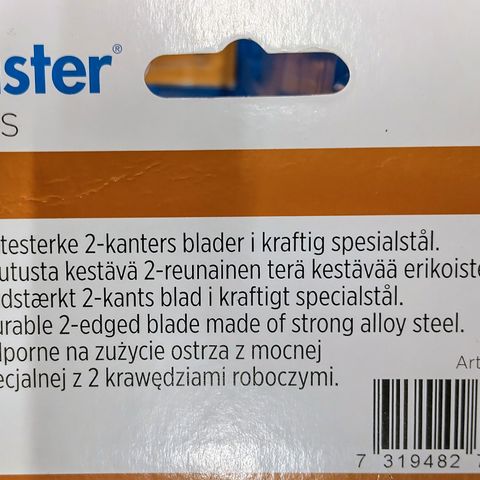 ster®
S
testerke 2-kanters blader i kraftig spesialstål.
utusta kestävä 2-reunainen terä kestävää erikoiste
dstærkt 2-kants blad i kraftigt specialstål.
urable 2-edged blade made of strong alloy steel.
dporne na zużycie ostrza z mocnej
ecjalnej z 2 krawędziami roboczymi.
Art
7 319482 7